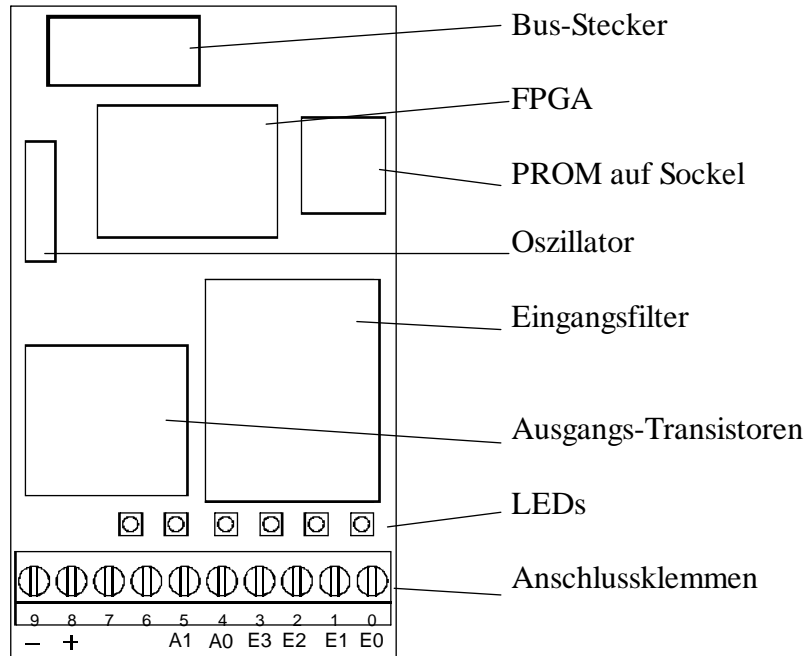 Bus-Stecker
FPGA
PROM auf Sockel
Oszillator
Eingangsfilter
Ausgangs-Transistoren
LEDs
Anschlussklemmen
9 8 7 6 5 4 3 2 1 0
− + A1 A0 E3 E2 E1 E0